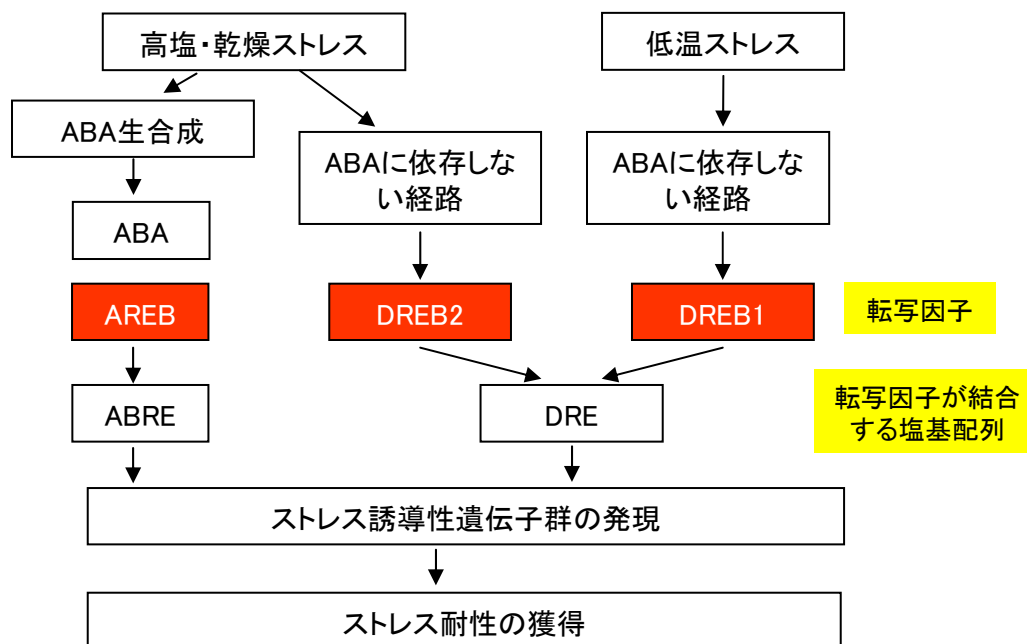 高塩・乾燥ストレス
低温ストレス
ABA生合成
ABAに依存しな
い経路
ABAに依存しな
い経路
ABA
AREB
DREB2
DREB1
転写因子
ABRE
DRE
転写因子が結合
する塩基配列
ストレス誘導性遺伝子群の発現
ストレス耐性の獲得